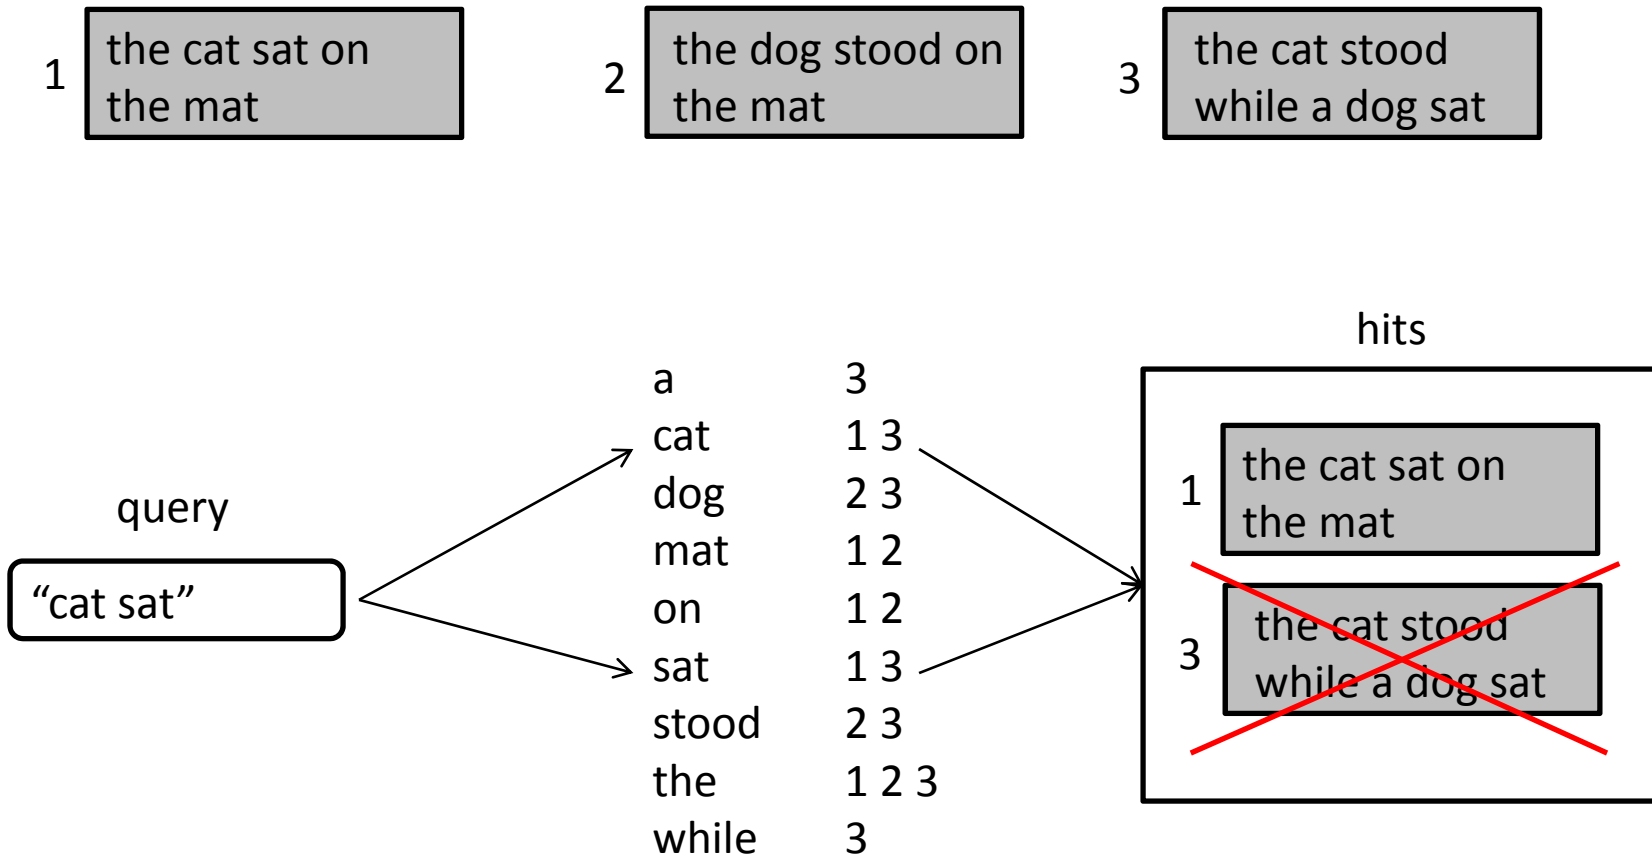 1
the cat sat on
the mat
2
the dog stood on
the mat
3
the cat stood
while a dog sat
query
“cat sat”
a 3
cat 1 3
dog 2 3
mat 1 2
on 1 2
sat 1 3
stood 2 3
the 1 2 3
while 3
hits
1
the cat sat on
the mat
3
the cat stood
while a dog sat